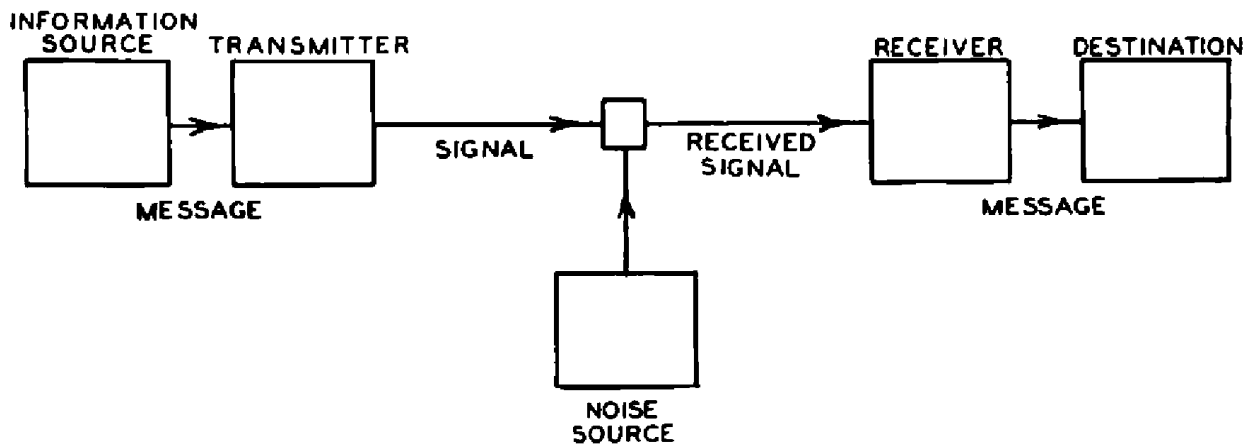 INFORMATION
SOURCE
TRANSMITTER
RECEIVER
DESTINATION
SIGNAL
RECEIVED
SIGNAL
MESSAGE
MESSAGE
NOISE
SOURCE